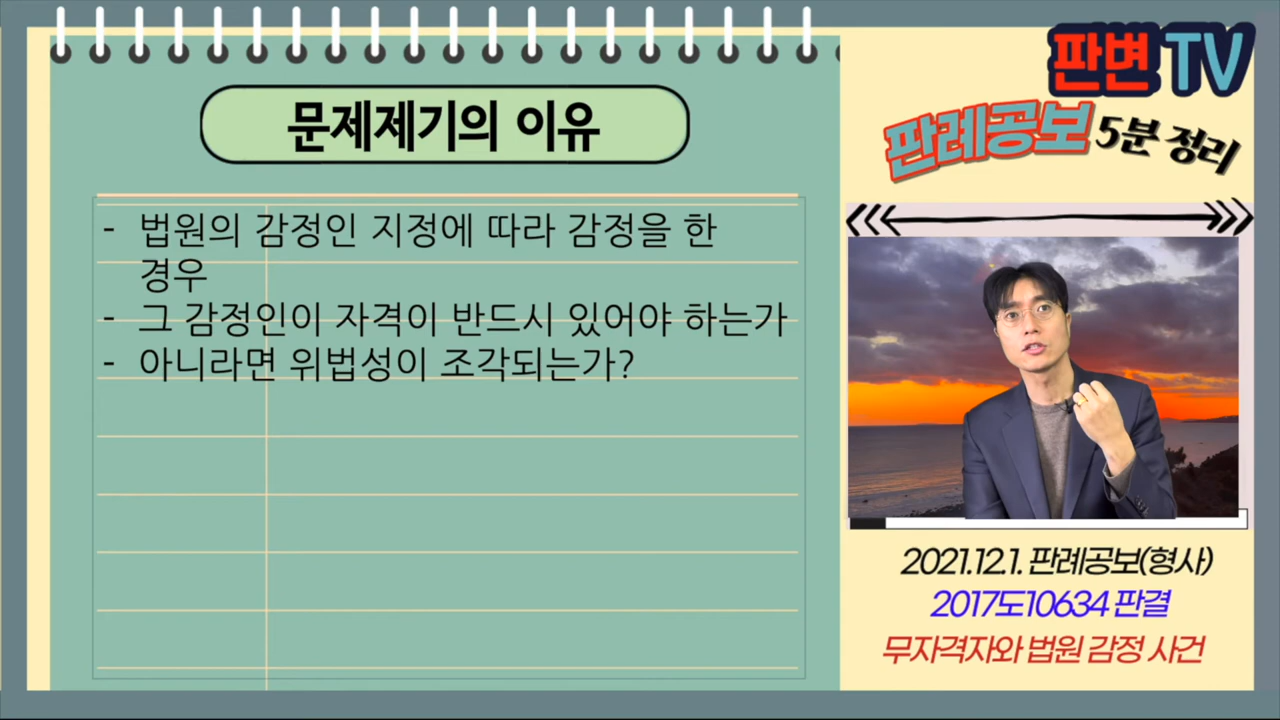 문제제기의 이유
- 법원의 감정인 지정에 따라 감정을 한
경우
- 그 감정인이 자격이 반드시 있어야 하는가
- 아니라면 위법성이 조각되는가?
판변 TV
판례공보 5분 정리
2021.12.1. 판례공보(형사)
2017도10634 판결
무자격자와 법원 감정 사건